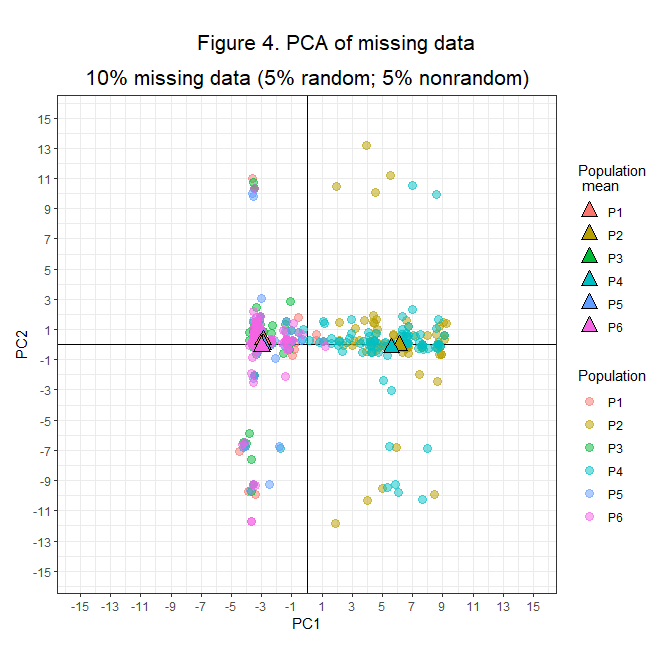 Figure 4. PCA of missing data
10% missing data (5% random; 5% nonrandom)
15
13
11
9
7
5
3
1
-1
-3
-5
-7
-9
-11
-13
-15
PC2
-15 -13 -11 -9 -7 -5 -3 -1 1 3 5 7 9 11 13 15
PC1
Population
mean
P1
P2
P3
P4
P5
P6
Population
P1
P2
P3
P4
P5
P6